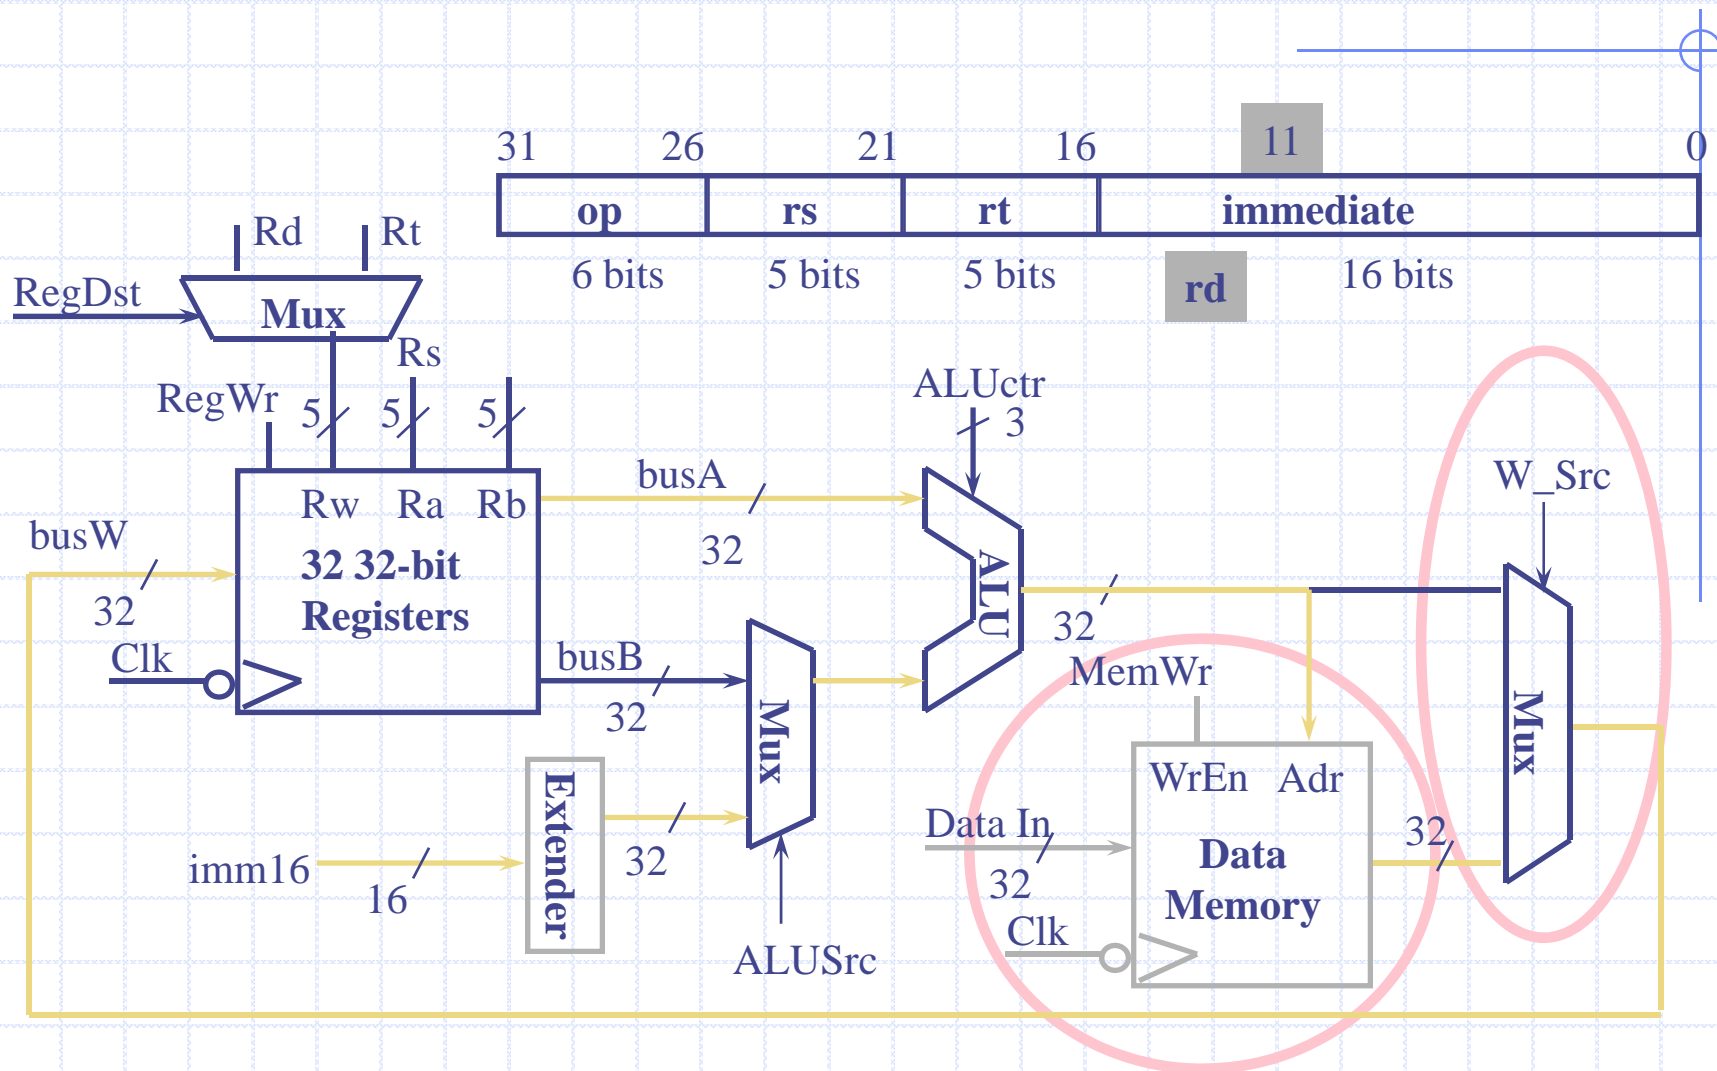 31 26 21 16 11 0
op rs rt immediate
6 bits 5 bits 5 bits rd 16 bits
Rd Rt
RegDst
Mux
Rs
RegWr 5 5 5
ALUctr
3
busA
32
W_Src
Rw Ra Rb
32 32-bit
Registers
busW
32
Clk
ALU
32
busB
32
Mux
MemWr
WrEn Adr
Data
Memory
Data In
32
Clk
32
Mux
Extender
imm16
16
32
ALUSrc